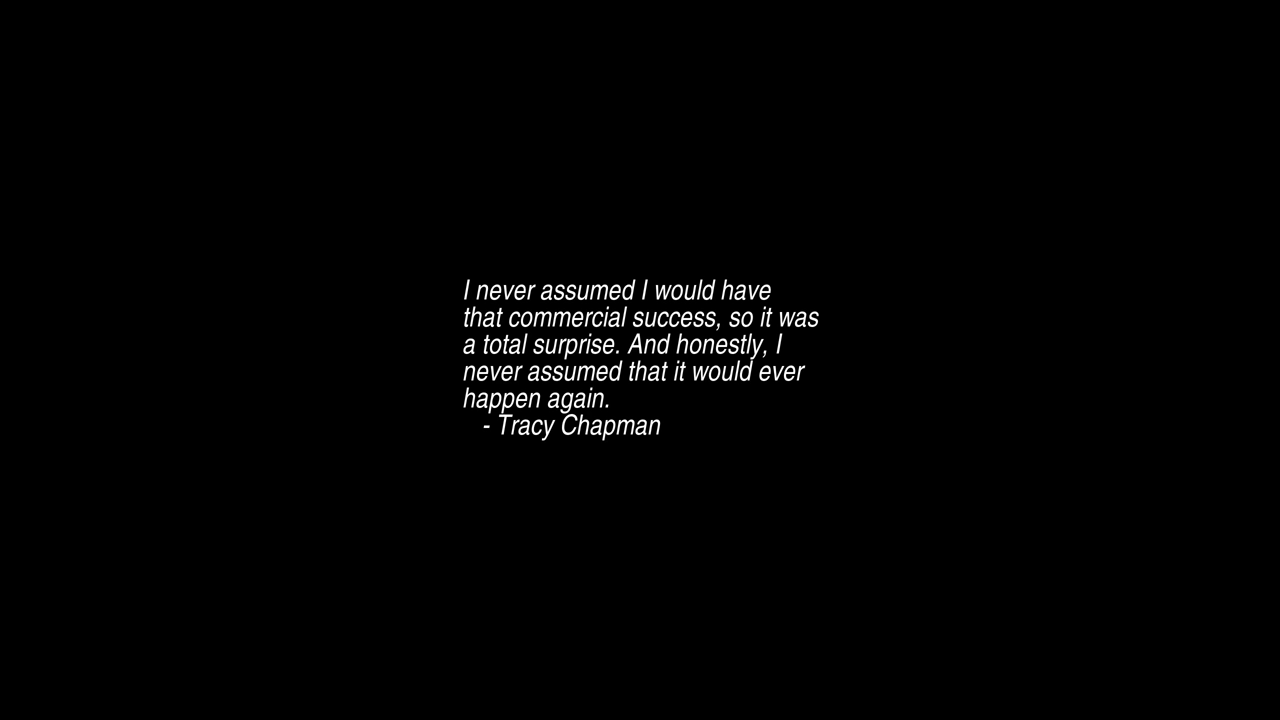 I never assumed I would have
that commercial success, so it was
a total surprise. And honestly, I
never assumed that it would ever
happen again.
- Tracy Chapman